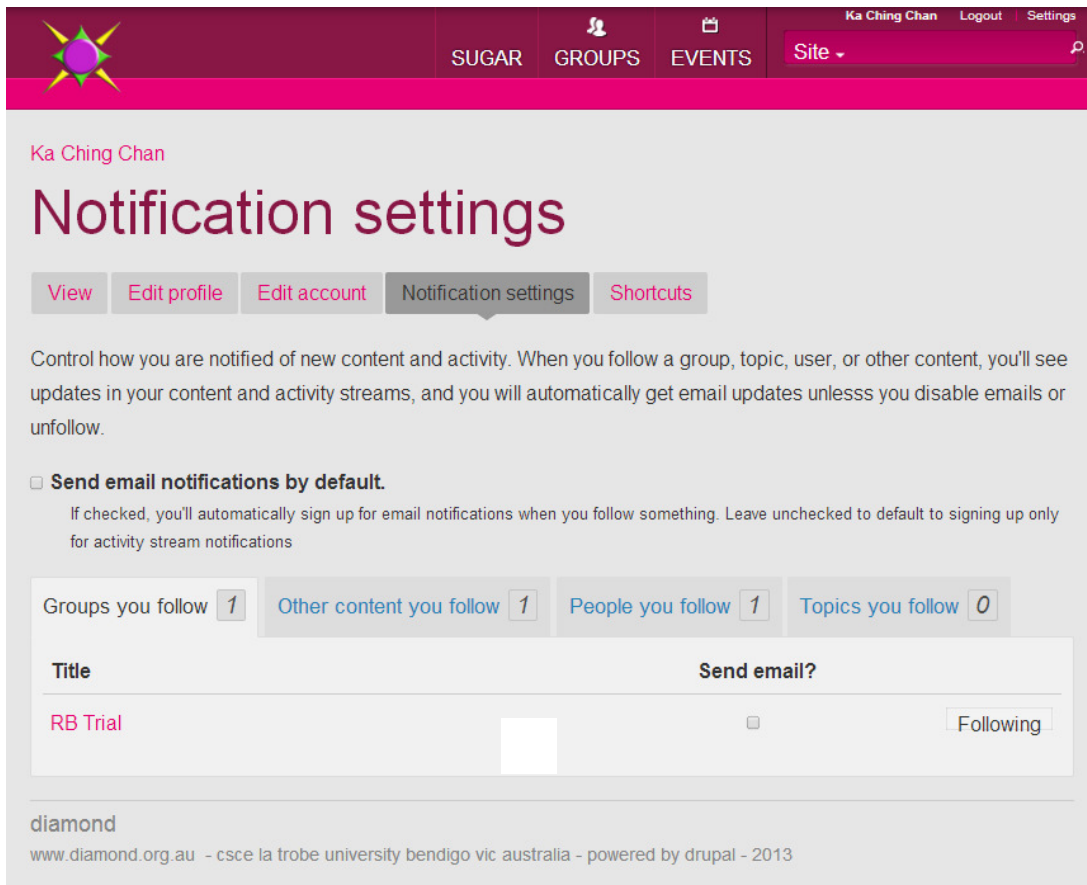 Ka Ching Chan Logout Settings
SUGAR GROUPS EVENTS Site
Ka Ching Chan
Notification settings
View Edit profile Edit account Notification settings Shortcuts
Control how you are notified of new content and activity. When you follow a group, topic, user, or other content, you'll see
updates in your content and activity streams, and you will automatically get email updates unlesss you disable emails or
unfollow.
Send email notifications by default.
If checked, you'll automatically sign up for email notifications when you follow something. Leave unchecked to default to signing up only
for activity stream notifications
Groups you follow 1 Other content you follow 1 People you follow 1 Topics you follow 0
Title Send email?
RB Trial Following
diamond
www.diamond.org.au - csce la trobe university bendigo vic australia - powered by drupal - 2013